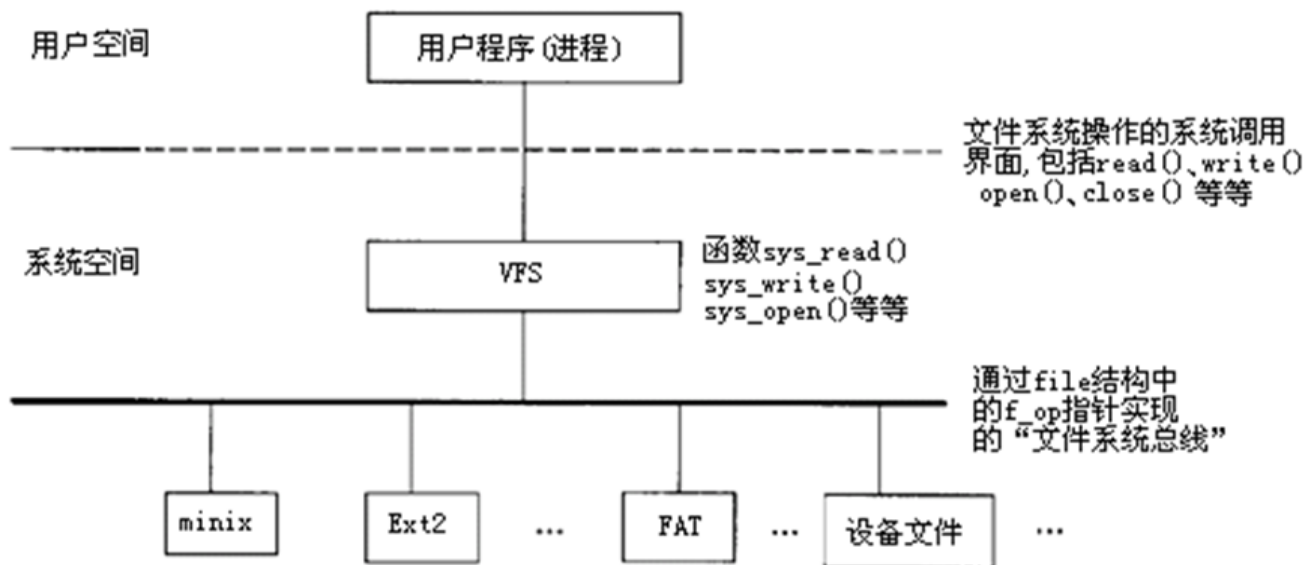 用户空间
用户程序(进程)
文件系统操作的系统调用
界面,包括read()、write()
open()、close() 等等
系统空间
VFS
函数sys_read()
sys_write()
sys_open()等等
通过file结构中
的f_op指针实现
的“文件系统总线”
minix
Ext2
...
FAT
...
设备文件
...